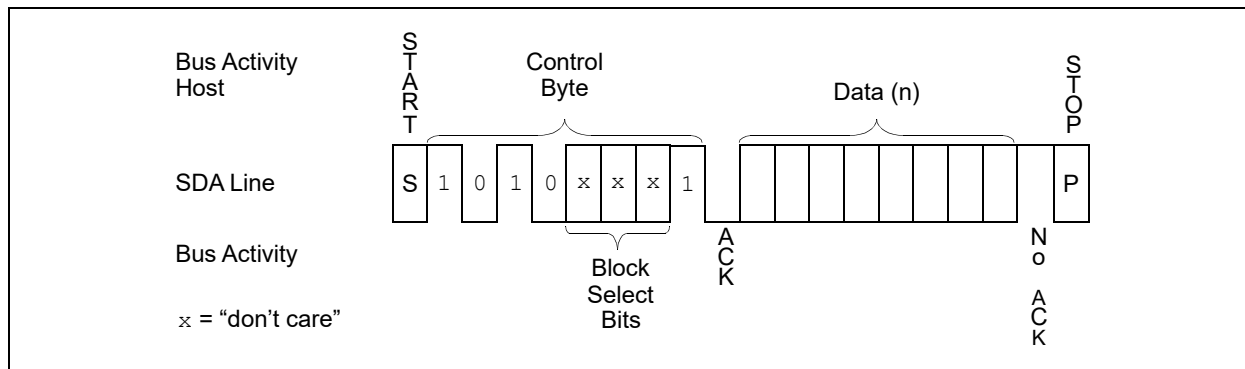 Bus Activity
Host
START
Control
Byte
Data (n)
STOP
SDA Line
S 1 0 1 0 x x x 1 P
Bus Activity
ACK
No ACK
Block
Select
Bits
x = “don’t care”